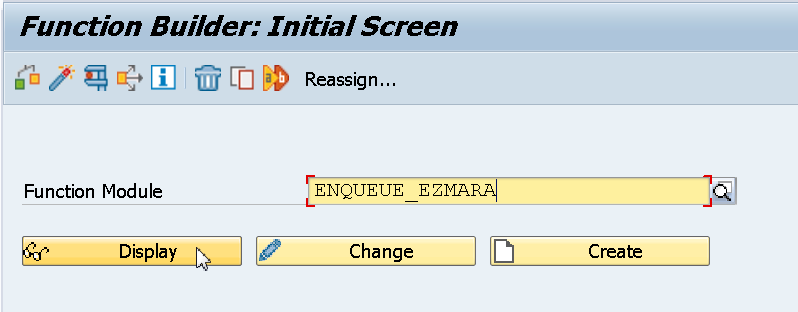 Function Builder: Initial Screen
Reassign...
Function Module ENQUEUE_EZMARA
Display Change Create